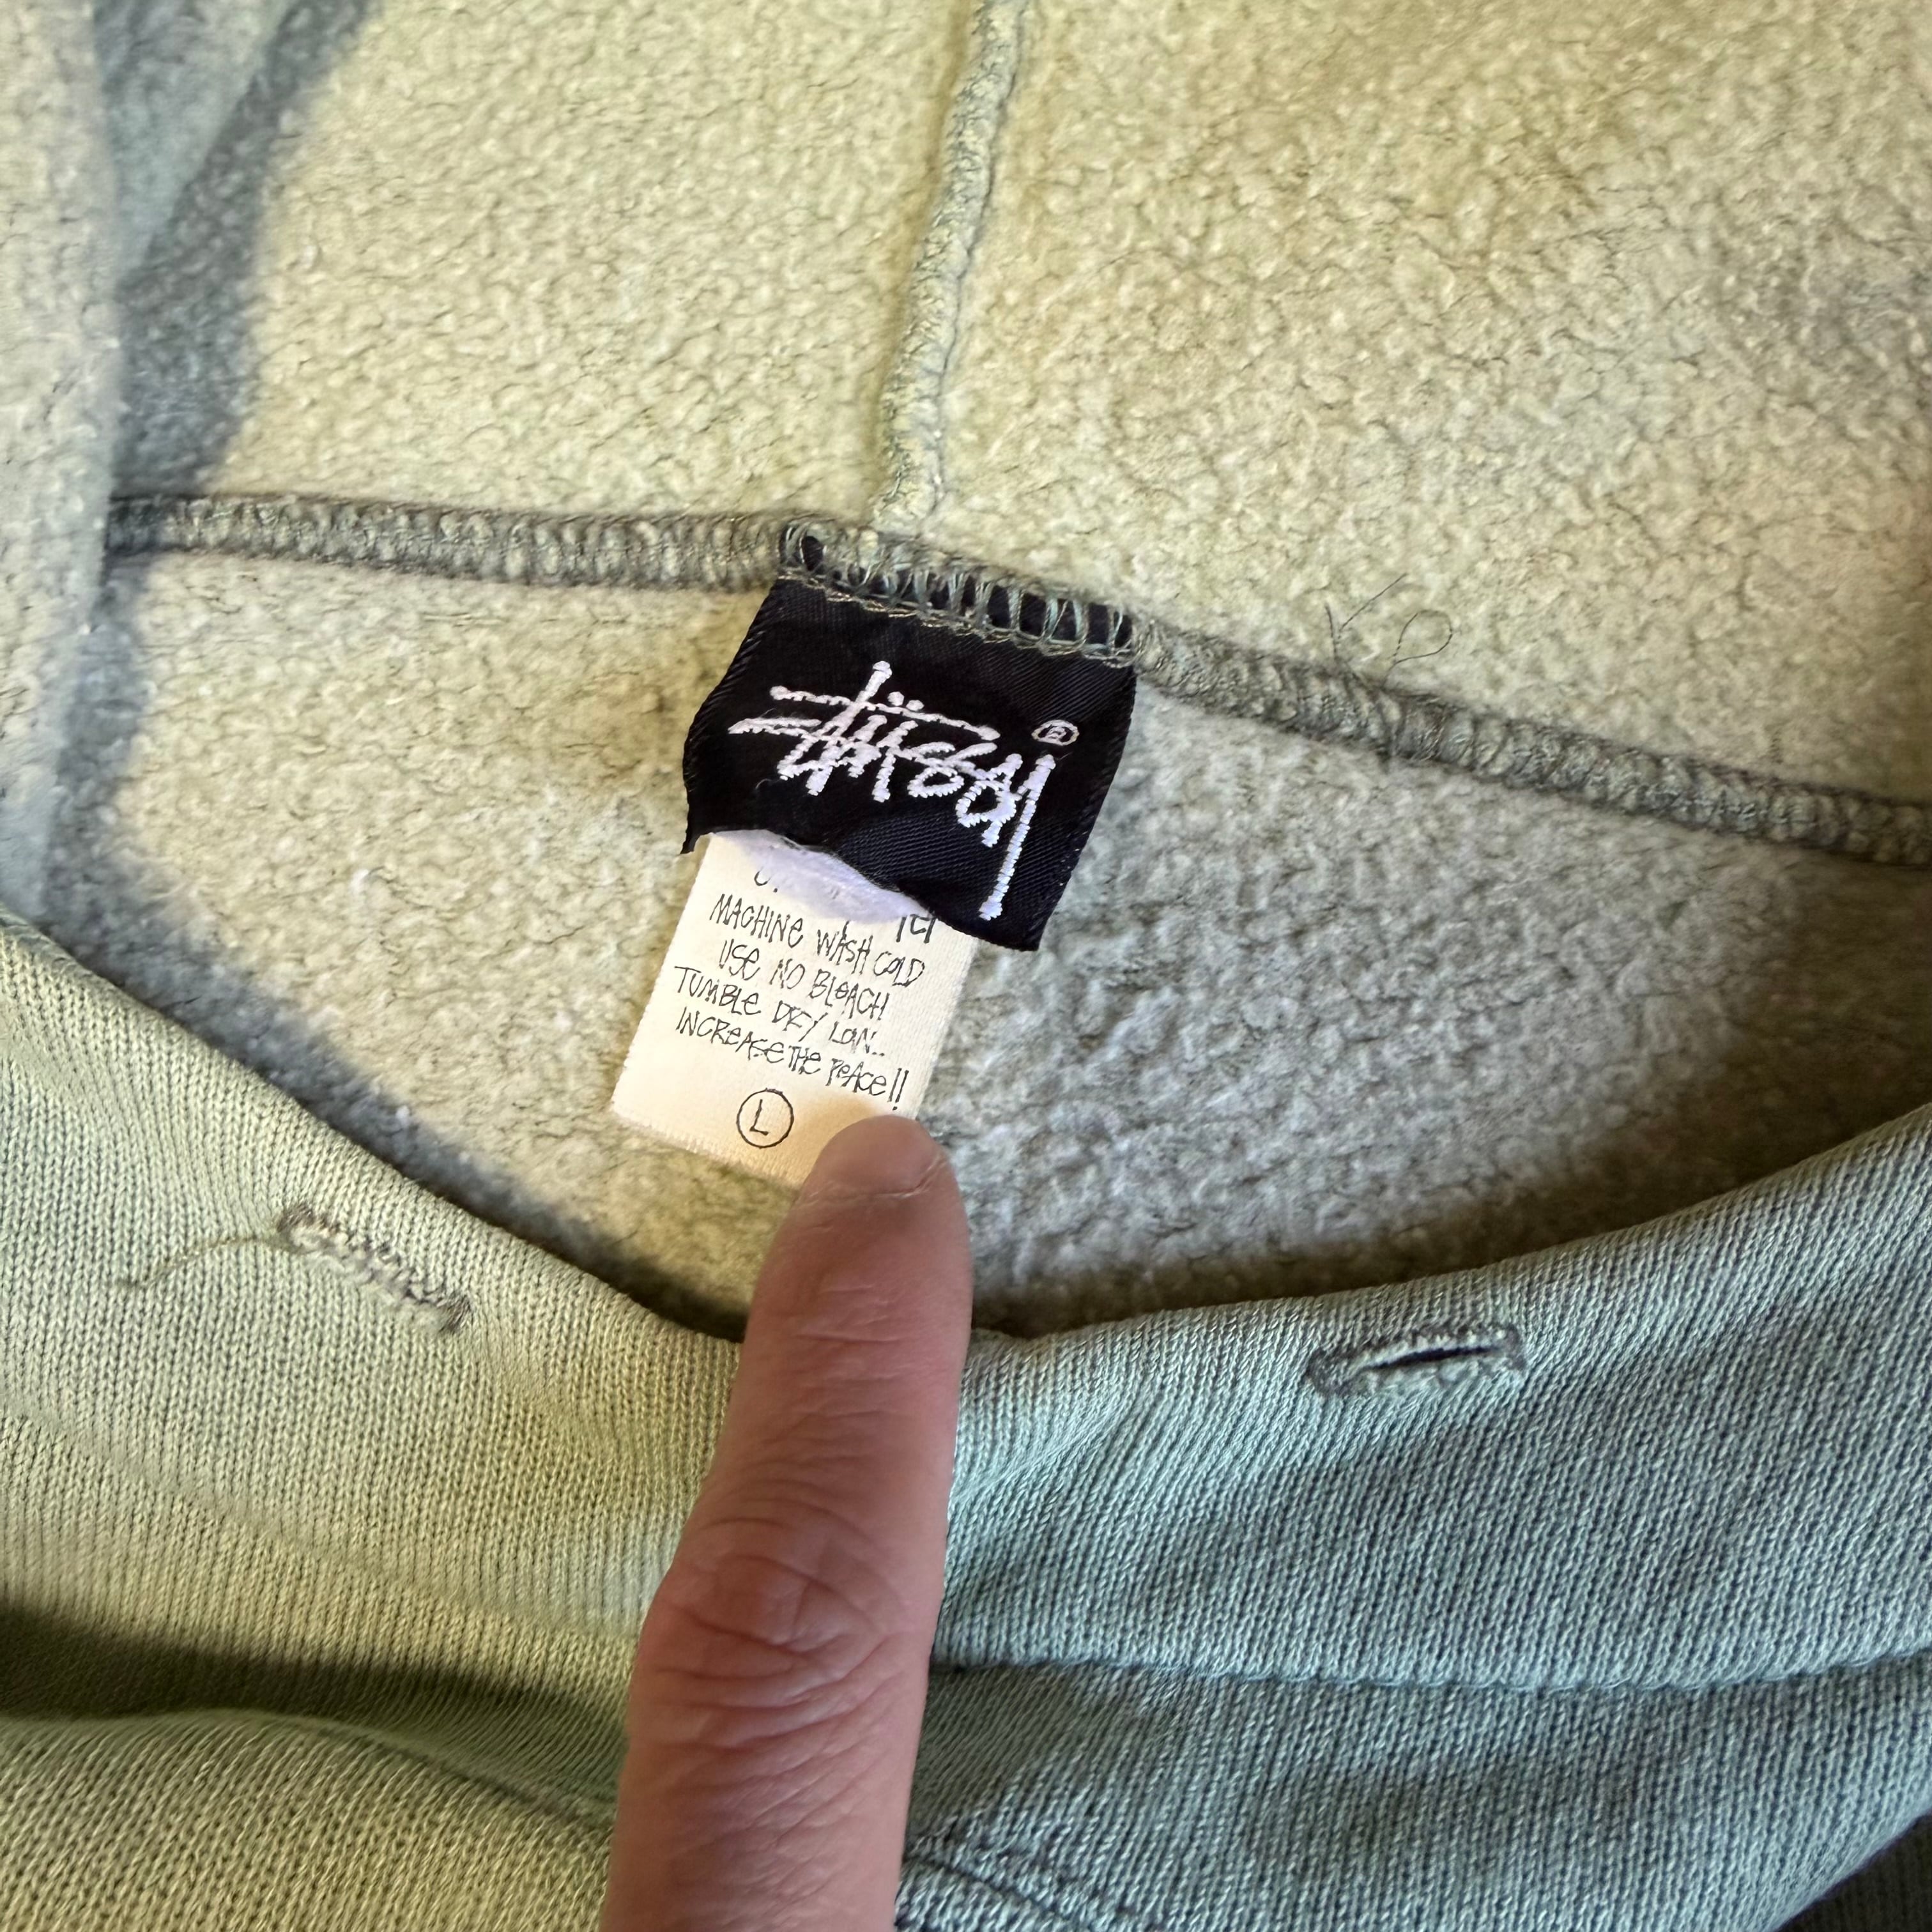 Stüssy ®
MACHINE WASH COLD
USE NO BLEACH
TUMBLE DRY LOW..
INCREASE THE PEACE!!
L